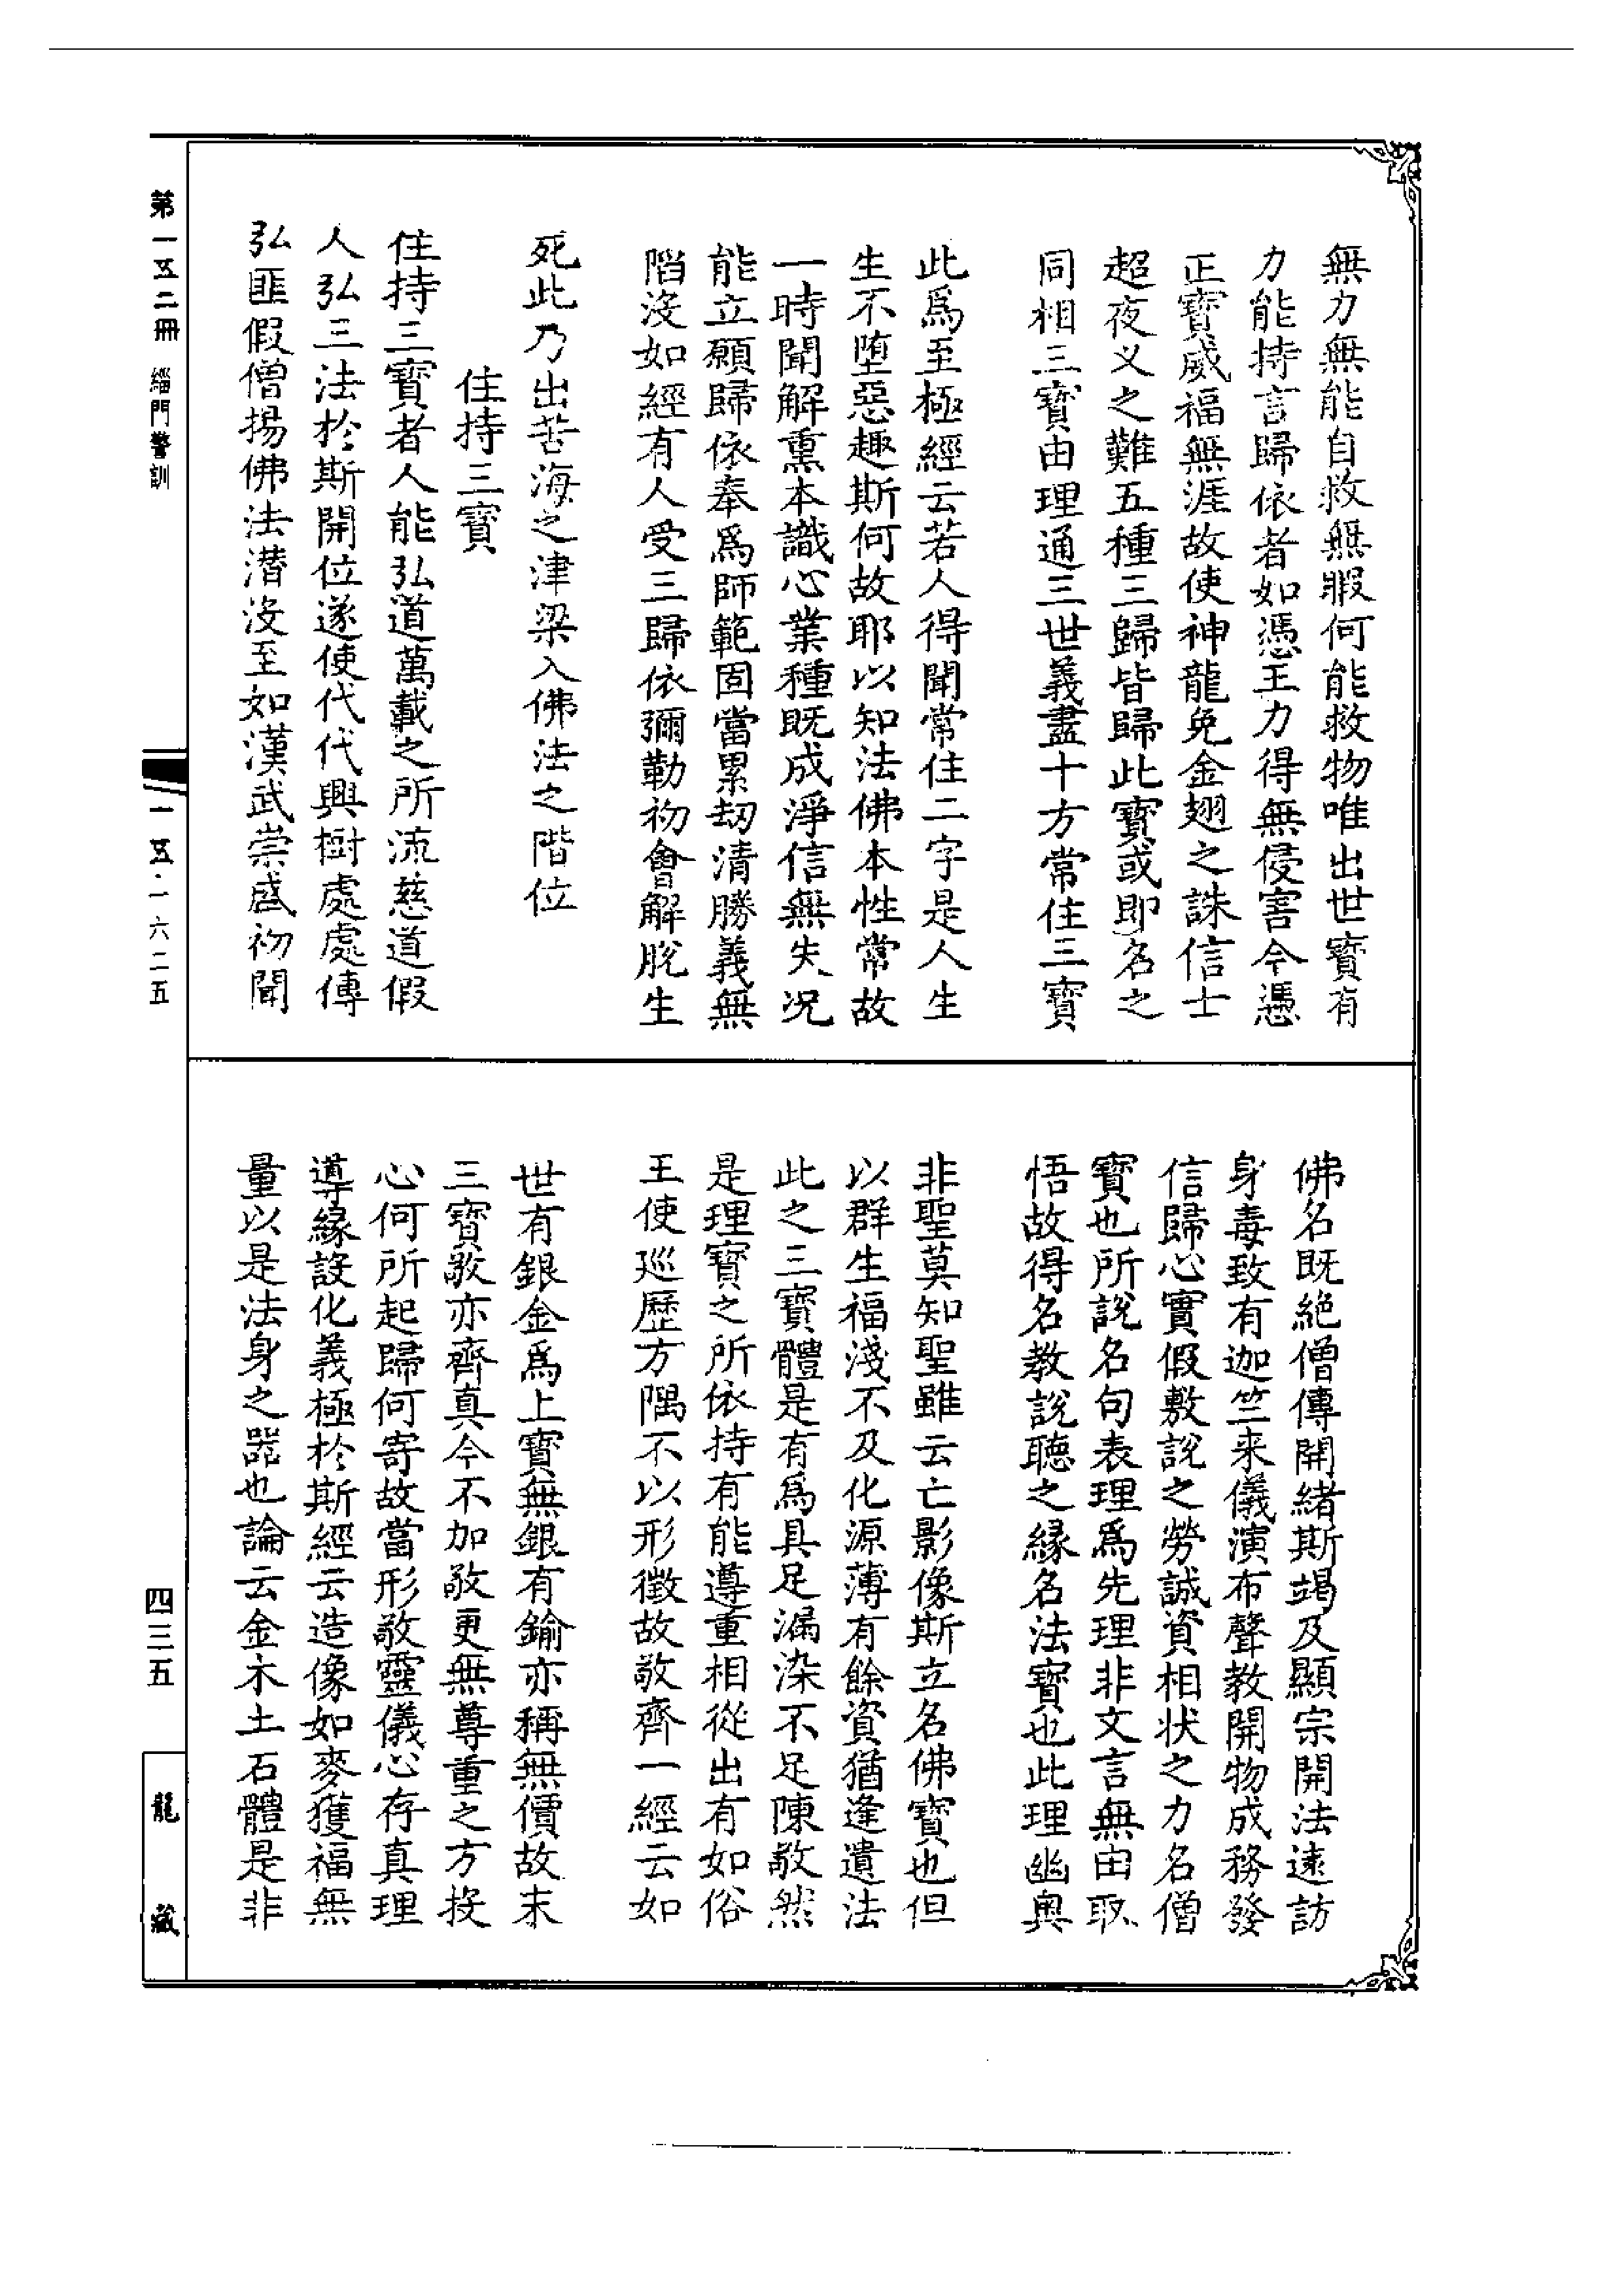 無力無能自救無暇何能救物唯出世寶有
力能持言歸依者如憑王力得無侵害今憑
正寶威福無涯故使神龍免金翅之誅信士
超夜义之難五種三歸皆歸此寶或即名之
同相三寶由理通三世義盡十方常住三寶
此爲至極經云若人得聞常住二字是人生
生不堕惡趣斯何故耶以知法佛本性常故
一時聞解熏本識心業種既成淨信無失况
能立願歸依奉爲師範固當累劫清勝義無
陷没如經有人受三歸依彌勒初會解脫生
死此乃出苦海之津梁入佛法之階位
住持三寶
住持三寶者人能弘道萬載之所流慈道假
人弘三法於斯開位遂使代代興樹處處傳
弘匪假僧揚佛法潛没至如漢武崇盛初聞
佛名既絶僧傳開緒斯竭及顯宗開法遠訪
身毒致有迦竺来儀演布聲教開物成務發
信歸心實假敷說之勞誠資相状之力名僧
寶也所說名句表理爲先理非文言無由取
悟故得名教說聽之緣名法寶也此理幽奥
非聖莫知聖雖云亡影像斯立名佛寶也但
以群生福淺不及化源薄有餘資猶逢遺法
此之三寶體是有爲具足漏染不足陳敬然
是理寶之所依持有能遵重相從出有如俗
王使廵歷方隅不以形徵故敬齊一經云如
世有銀金爲上寶無銀有鍮亦稱無價故末
三寶敬亦齊真今不加敬更無尊重之方投
心何所起歸何寄故當形敬靈儀心存真理
導緣設化義極於斯經云造像如麥獲福無
量以是法身之器也論云金木土石體是非
第一五二冊　緇門警訓
一五·一六二五
四三五
龍藏